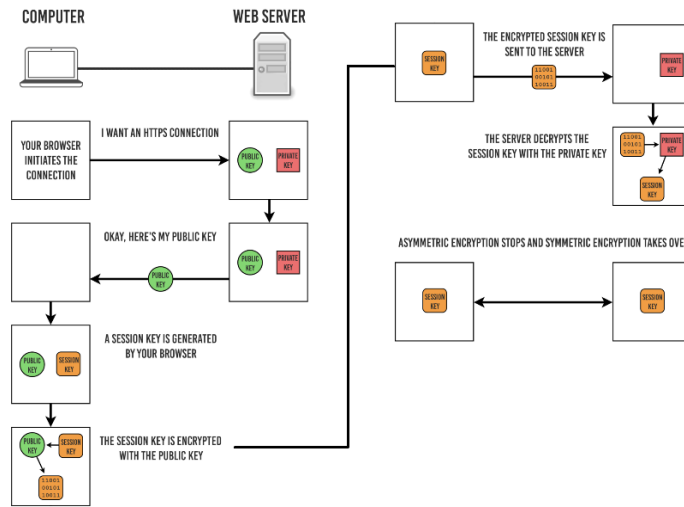 COMPUTER
WEB SERVER
YOUR BROWSER
INITIATES THE
CONNECTION
I WANT AN HTTPS CONNECTION
PUBLIC
KEY
PRIVATE
KEY
OKAY, HERE'S MY PUBLIC KEY
PUBLIC
KEY
PUBLIC
KEY
PRIVATE
KEY
A SESSION KEY IS GENERATED
BY YOUR BROWSER
PUBLIC
KEY
SESSION
KEY
PUBLIC
KEY
SESSION
KEY
11001
00101
10011
THE SESSION KEY IS ENCRYPTED
WITH THE PUBLIC KEY
SESSION
KEY
THE ENCRYPTED SESSION KEY IS
SENT TO THE SERVER
11001
00101
10011
PRIVATE
KEY
THE SERVER DECRYPTS THE
SESSION KEY WITH THE PRIVATE KEY
11001
00101
10011
PRIVATE
KEY
SESSION
KEY
ASYMMETRIC ENCRYPTION STOPS AND SYMMETRIC ENCRYPTION TAKES OVE
SESSION
KEY
SESSION
KEY